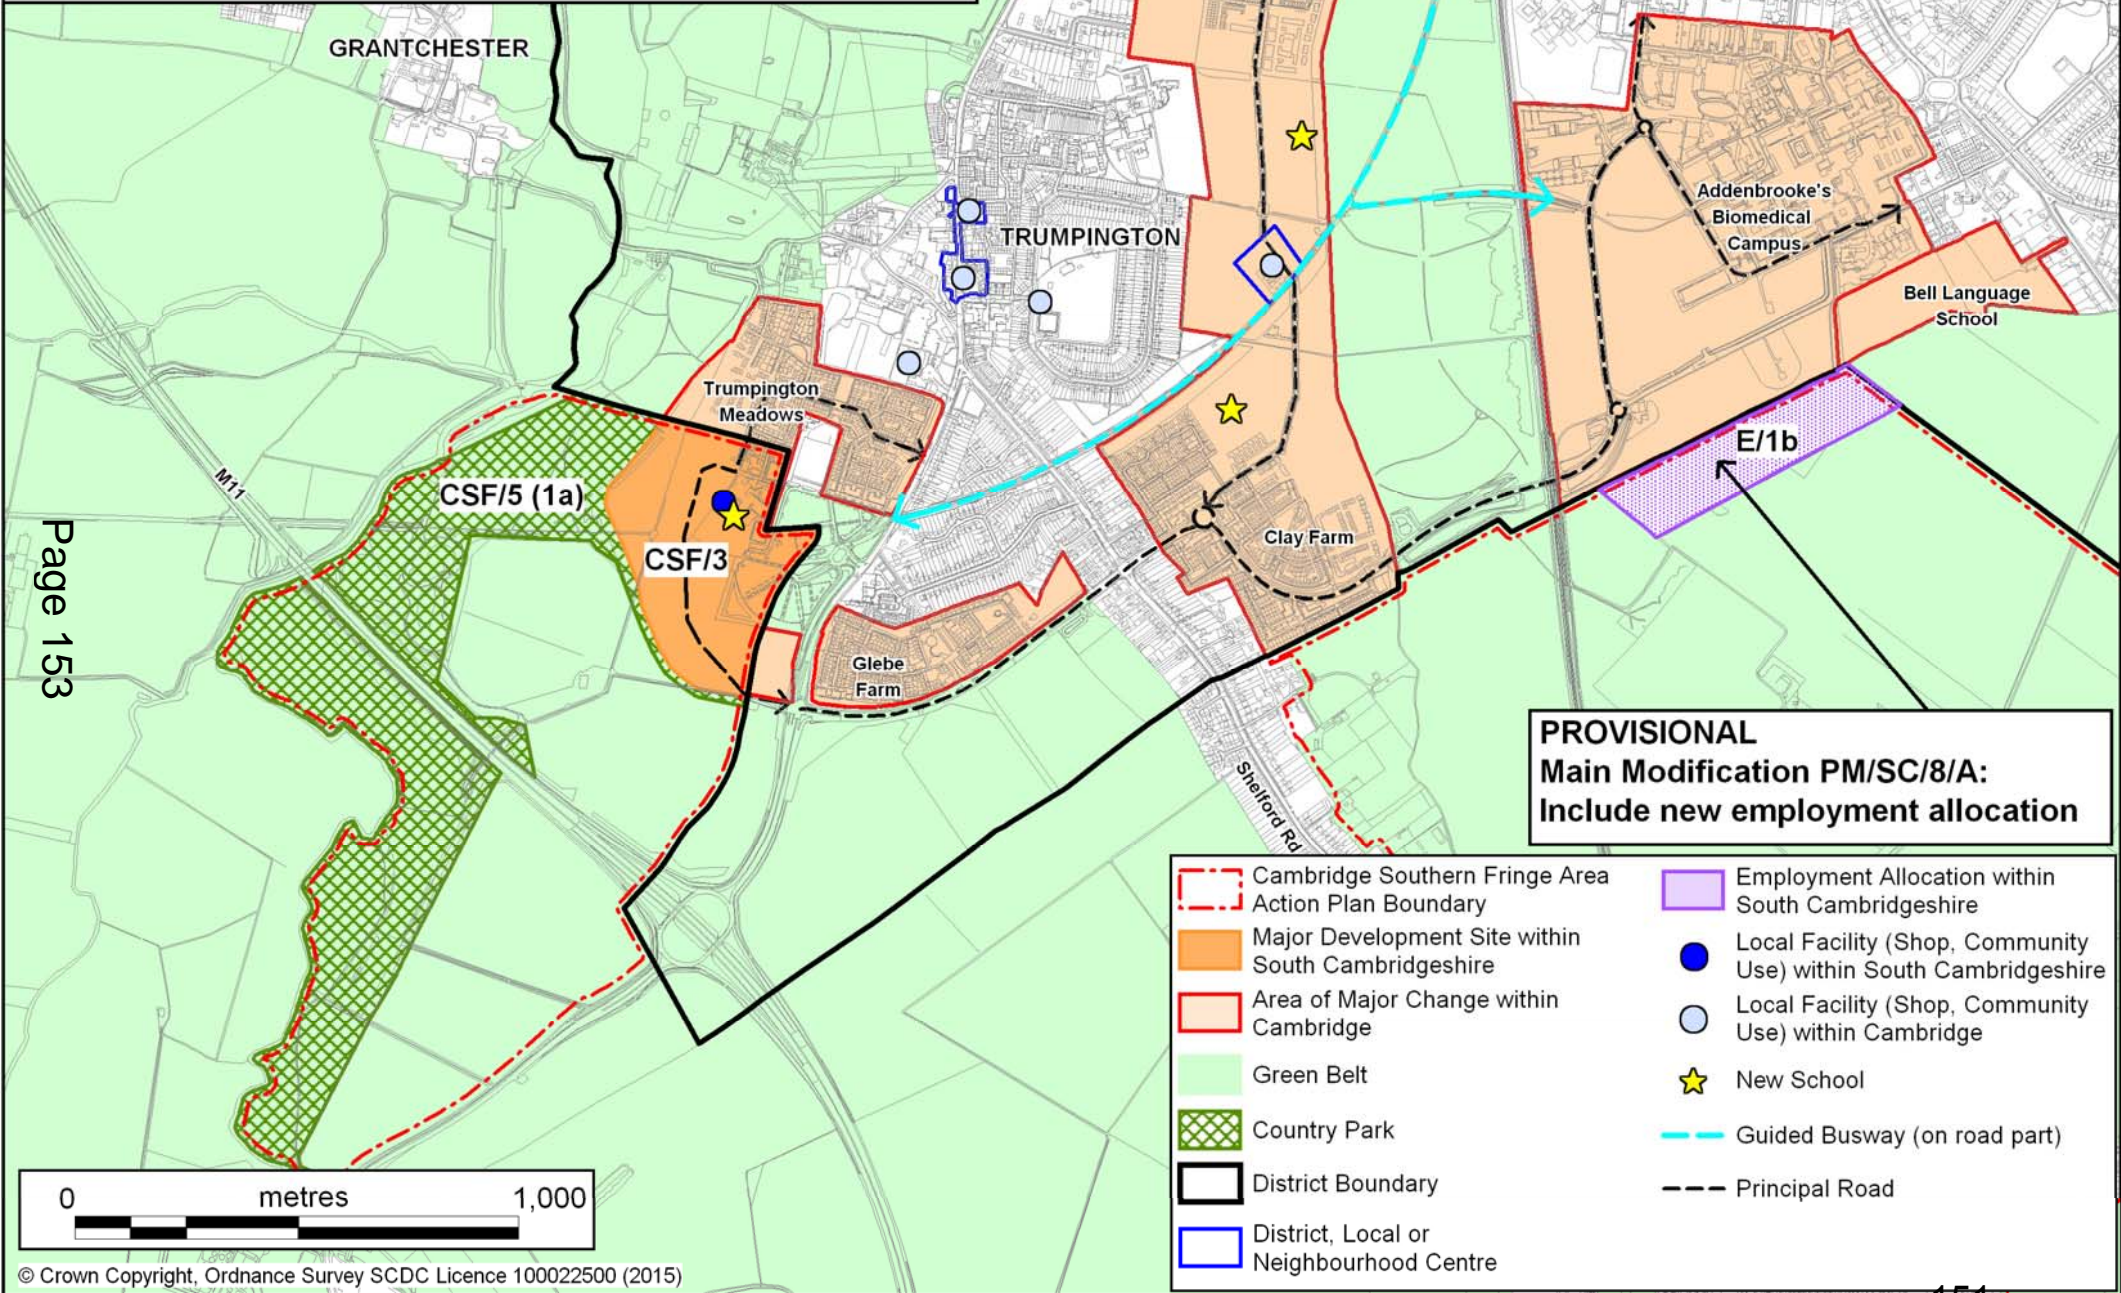 GRANTCHESTER
TRUMPINGTON
Addenbrooke's
Biomedical
Campus
Bell Language
School
Trumpington
Meadows
M11
CSF/5 (1a)
CSF/3
E/1b
Clay Farm
Glebe
Farm
Page 153
Shelford Rd
PROVISIONAL
Main Modification PM/SC/8/A:
Include new employment allocation
Cambridge Southern Fringe Area
Action Plan Boundary
Major Development Site within
South Cambridgeshire
Area of Major Change within
Cambridge
Green Belt
Country Park
District Boundary
District, Local or
Neighbourhood Centre
Employment Allocation within
South Cambridgeshire
Local Facility (Shop, Community
Use) within South Cambridgeshire
Local Facility (Shop, Community
Use) within Cambridge
New School
Guided Busway (on road part)
Principal Road
0 metres 1,000
© Crown Copyright, Ordnance Survey SCDC Licence 100022500 (2015)